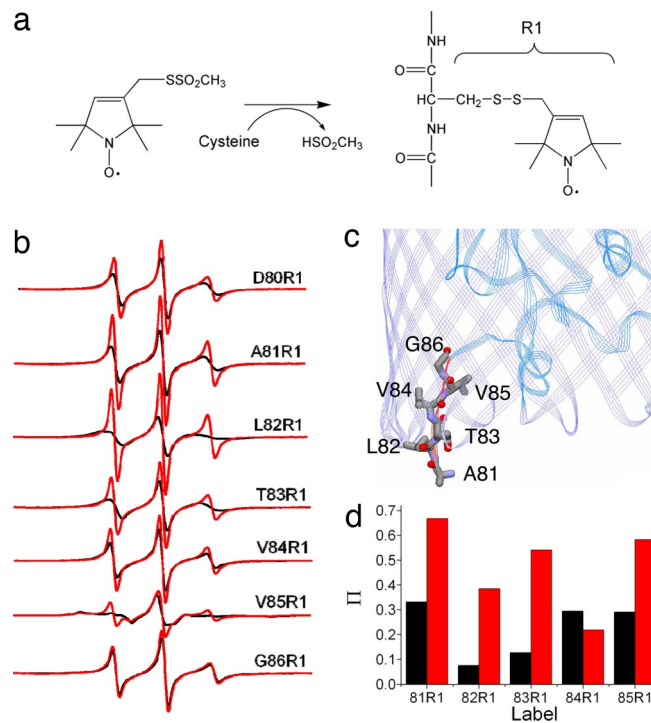 a
R1
SSO₂CH₃
N
O•
Cysteine
HSO₂CH₃
NH
O=C
H-C-CH₂-S-S
NH
O=C
N
O•
b
D80R1
A81R1
L82R1
T83R1
V84R1
V85R1
G86R1
c
G86
V84
V85
L82
T83
A81
d
Π
0.7
0.6
0.5
0.4
0.3
0.2
0.1
0.0
81R1 82R1 83R1 84R1 85R1
Label